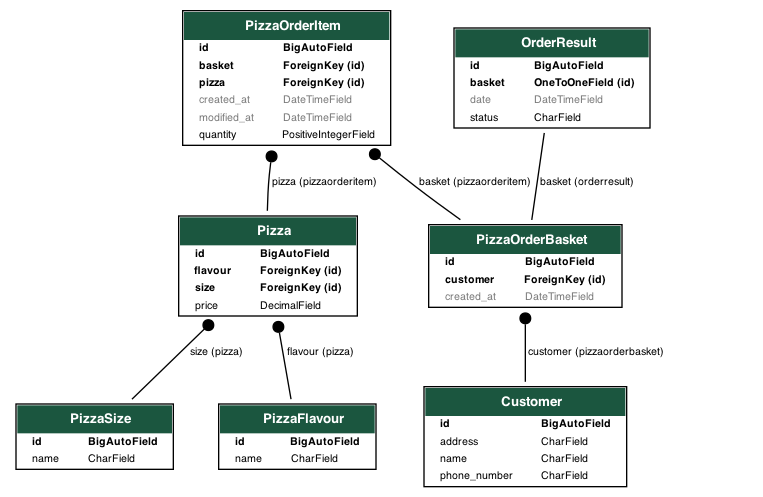 PizzaOrderItem
id BigAutoField
basket ForeignKey (id)
pizza ForeignKey (id)
created_at DateTimeField
modified_at DateTimeField
quantity PositiveIntegerField
OrderResult
id BigAutoField
basket OneToOneField (id)
date DateTimeField
status CharField
pizza (pizzaorderitem)
basket (pizzaorderitem)
basket (orderresult)
Pizza
id BigAutoField
flavour ForeignKey (id)
size ForeignKey (id)
price DecimalField
PizzaOrderBasket
id BigAutoField
customer ForeignKey (id)
created_at DateTimeField
size (pizza)
flavour (pizza)
customer (pizzaorderbasket)
PizzaSize
id BigAutoField
name CharField
PizzaFlavour
id BigAutoField
name CharField
Customer
id BigAutoField
address CharField
name CharField
phone_number CharField